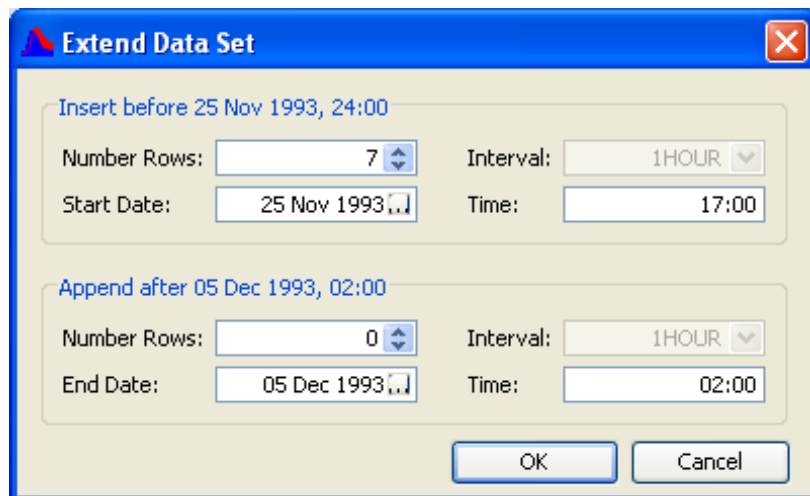 Extend Data Set
Insert before 25 Nov 1993, 24:00
Number Rows: 7 Interval: 1HOUR
Start Date: 25 Nov 1993... Time: 17:00
Append after 05 Dec 1993, 02:00
Number Rows: 0 Interval: 1HOUR
End Date: 05 Dec 1993... Time: 02:00
OK Cancel